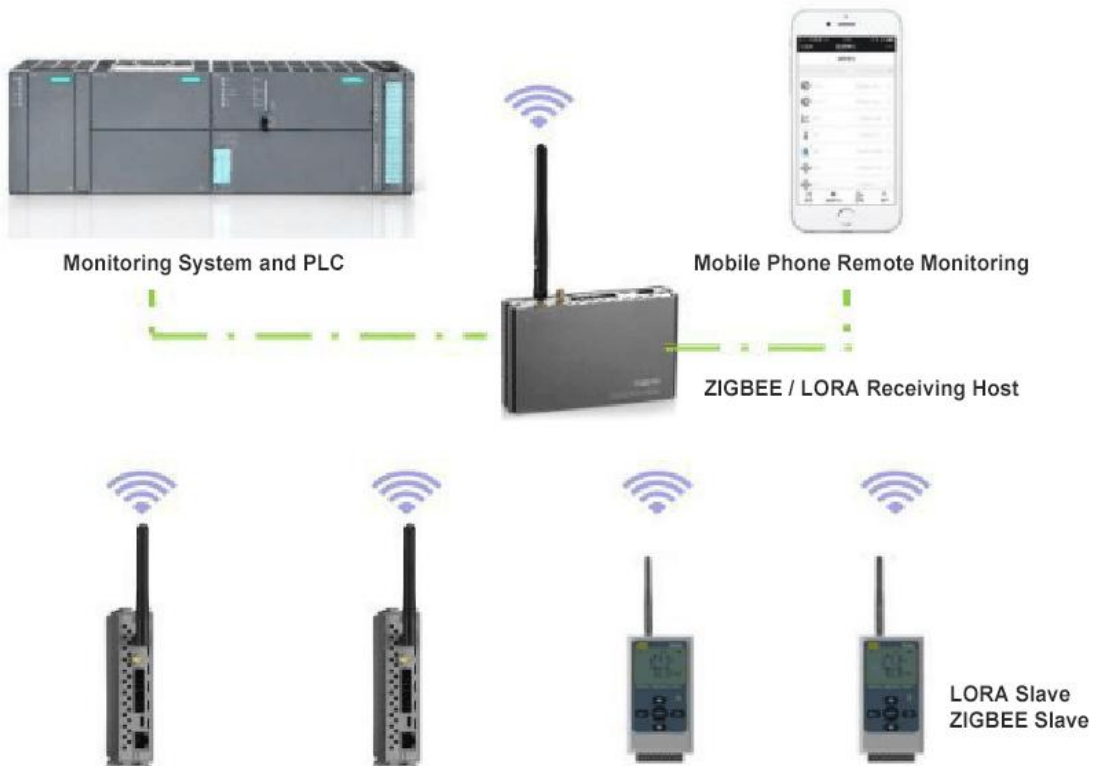 Monitoring System and PLC
Mobile Phone Remote Monitoring
ZIGBEE / LORA Receiving Host
LORA Slave
ZIGBEE Slave